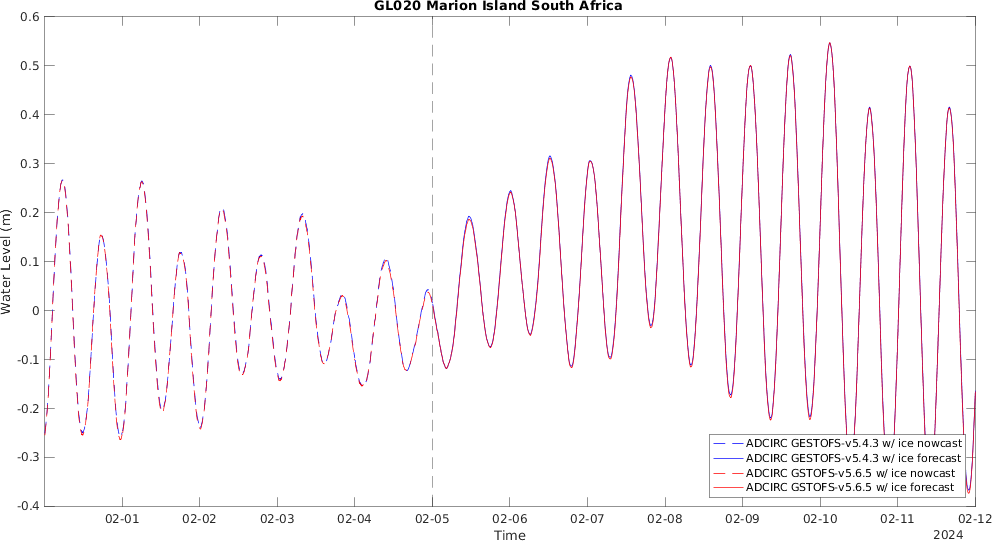 GL020 Marion Island South Africa
0.6
0.5
0.4
0.3
0.2
0.1
0
-0.1
-0.2
-0.3
-0.4
Water Level (m)
ADCIRC GESTOFS-v5.4.3 w/ ice nowcast
ADCIRC GESTOFS-v5.4.3 w/ ice forecast
ADCIRC GSTOFS-v5.6.5 w/ ice nowcast
ADCIRC GSTOFS-v5.6.5 w/ ice forecast
02-01 02-02 02-03 02-04 02-05 02-06 02-07 02-08 02-09 02-10 02-11 02-12
Time
2024